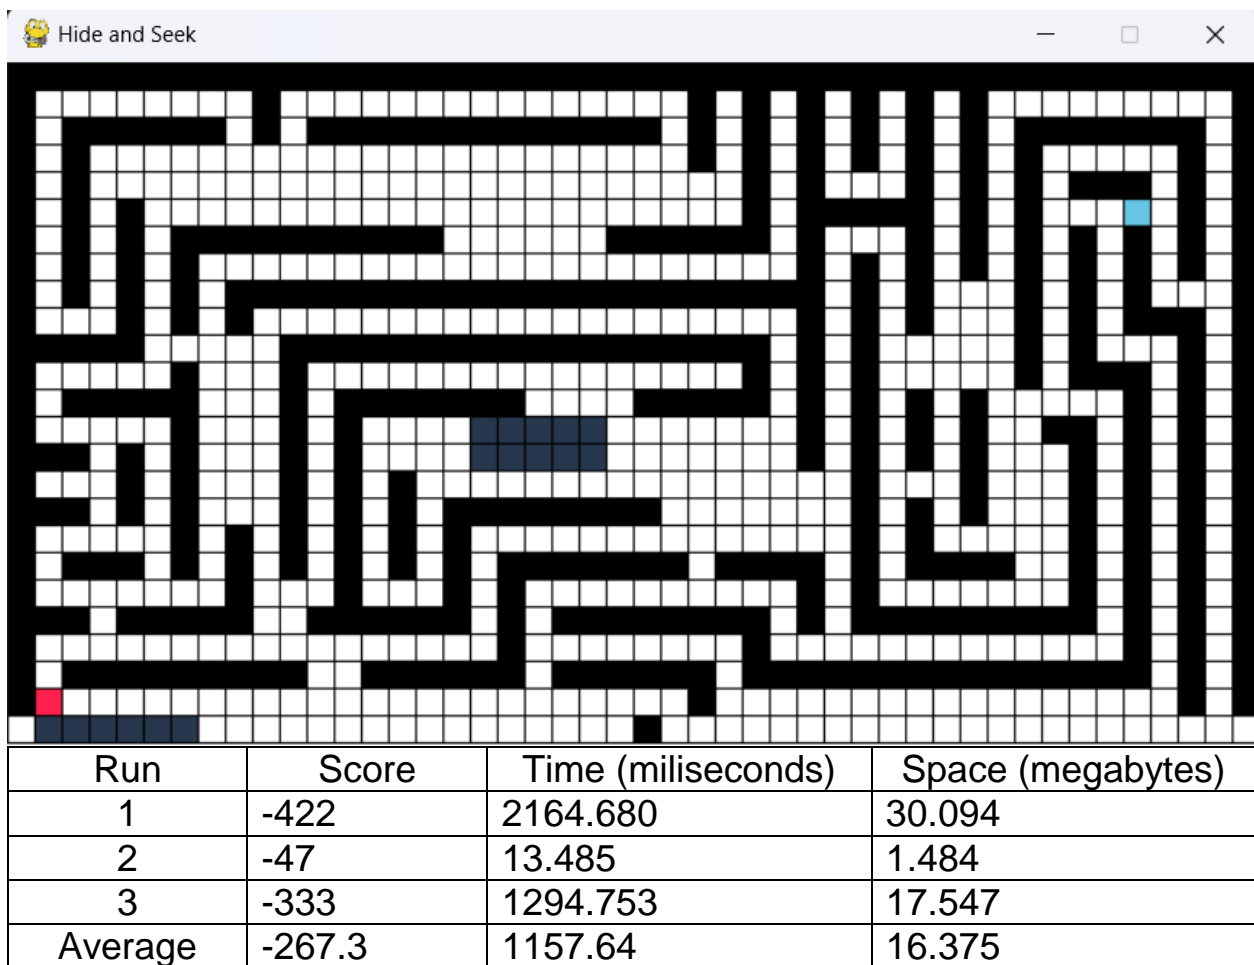 Hide and Seek
Run Score Time (miliseconds) Space (megabytes)
1 -422 2164.680 30.094
2 -47 13.485 1.484
3 -333 1294.753 17.547
Average -267.3 1157.64 16.375